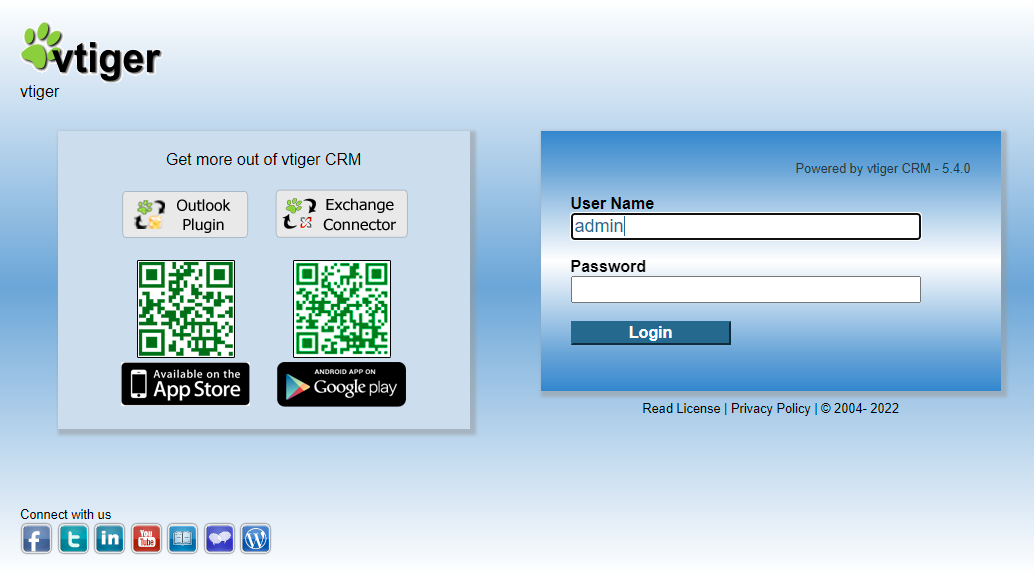 vtiger
vtiger
Get more out of vtiger CRM
Outlook
Plugin
Exchange
Connector
Available on the
App Store
ANDROID APP ON
Google play
Powered by vtiger CRM - 5.4.0
User Name
admin
Password
Login
Read License | Privacy Policy | © 2004- 2022
Connect with us
f
t
in
You
Tube
W